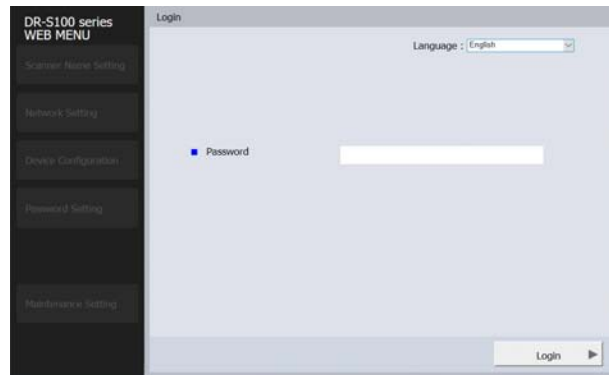 DR-S100 series
WEB MENU
Scanner Name Setting
Network Setting
Device Configuration
Password Setting
Maintenance Setting
Login
Language : English
Password
Login